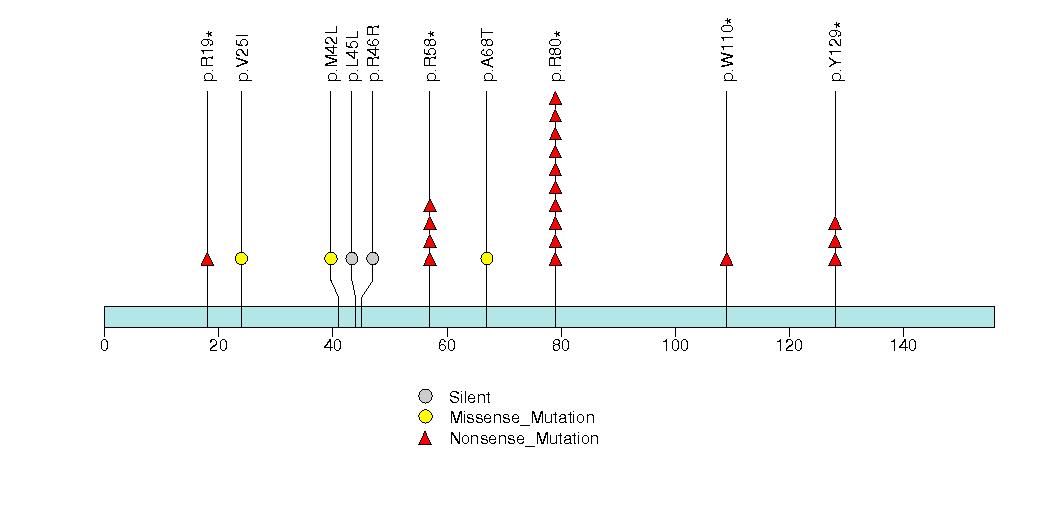 p.R19*
p.V25I
p.M42L
p.L45L
p.R46R
p.R58*
p.A68T
p.R80*
p.W110*
p.Y129*
0 20 40 60 80 100 120 140
Silent
Missense_Mutation
Nonsense_Mutation